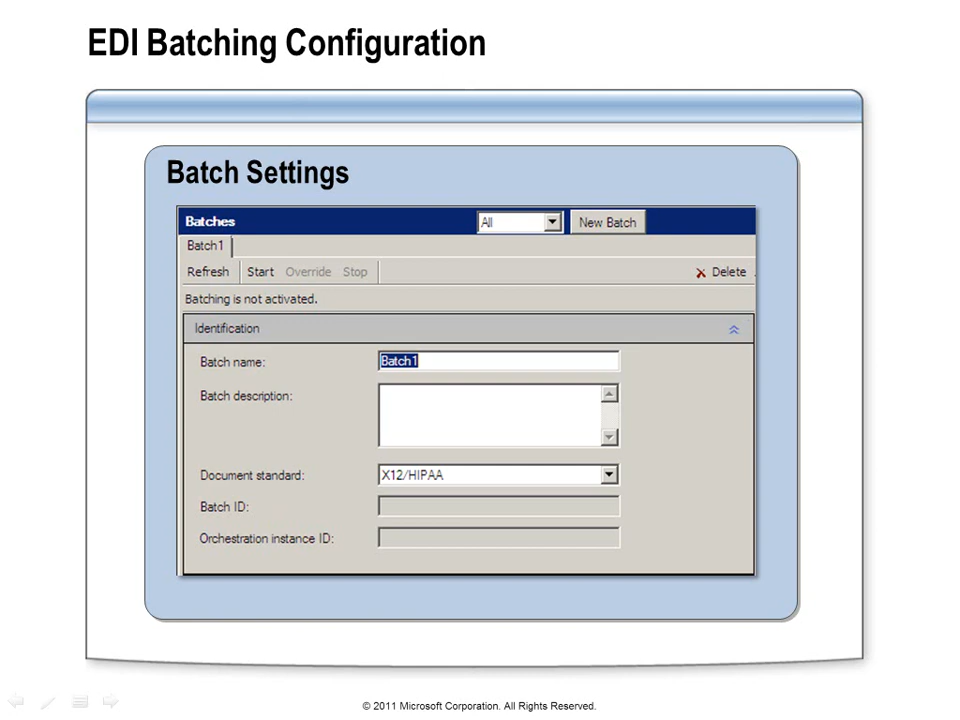 EDI Batching Configuration
Batch Settings
Batches All New Batch
Batch1
Refresh Start Override Stop Delete
Batching is not activated.
Identification
Batch name: Batch1
Batch description:
Document standard: X12/HIPAA
Batch ID:
Orchestration instance ID:
© 2011 Microsoft Corporation. All Rights Reserved.